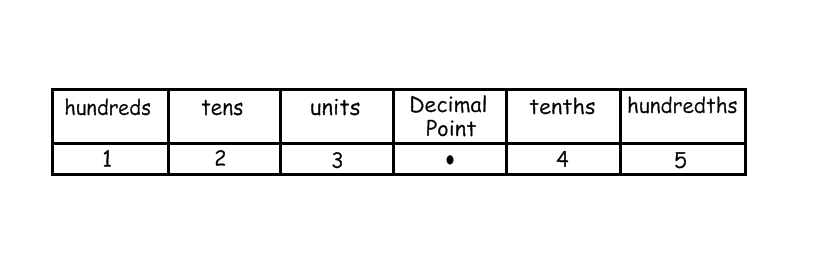 hundreds tens units Decimal Point tenths hundredths
1 2 3 • 4 5